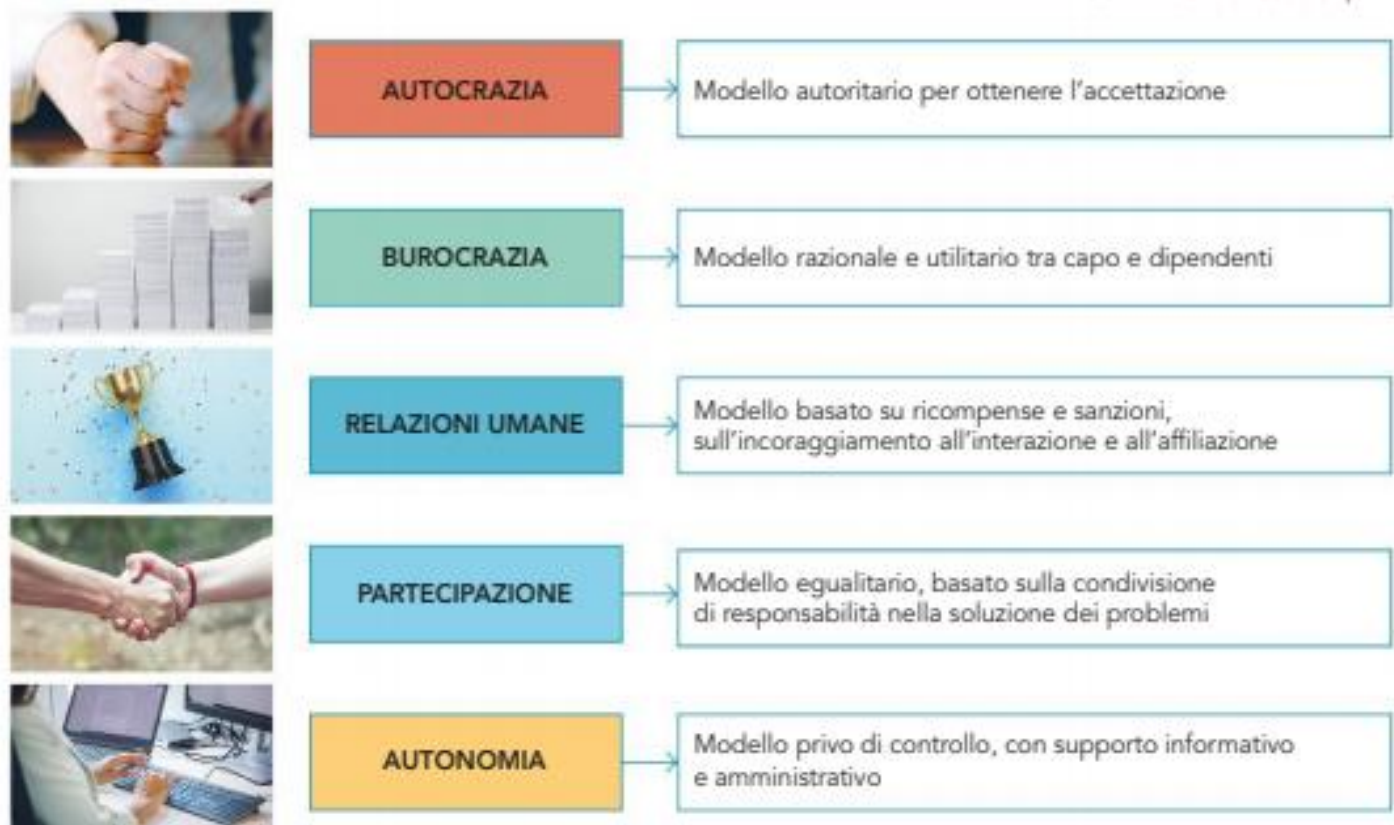 AUTOCRAZIA
Modello autoritario per ottenere l'accettazione
BUROCRAZIA
Modello razionale e utilitario tra capo e dipendenti
RELAZIONI UMANE
Modello basato su ricompense e sanzioni,
sull'incoraggiamento all'interazione e all'affiliazione
PARTECIPAZIONE
Modello egualitario, basato sulla condivisione
di responsabilità nella soluzione dei problemi
AUTONOMIA
Modello privo di controllo, con supporto informativo
e amministrativo